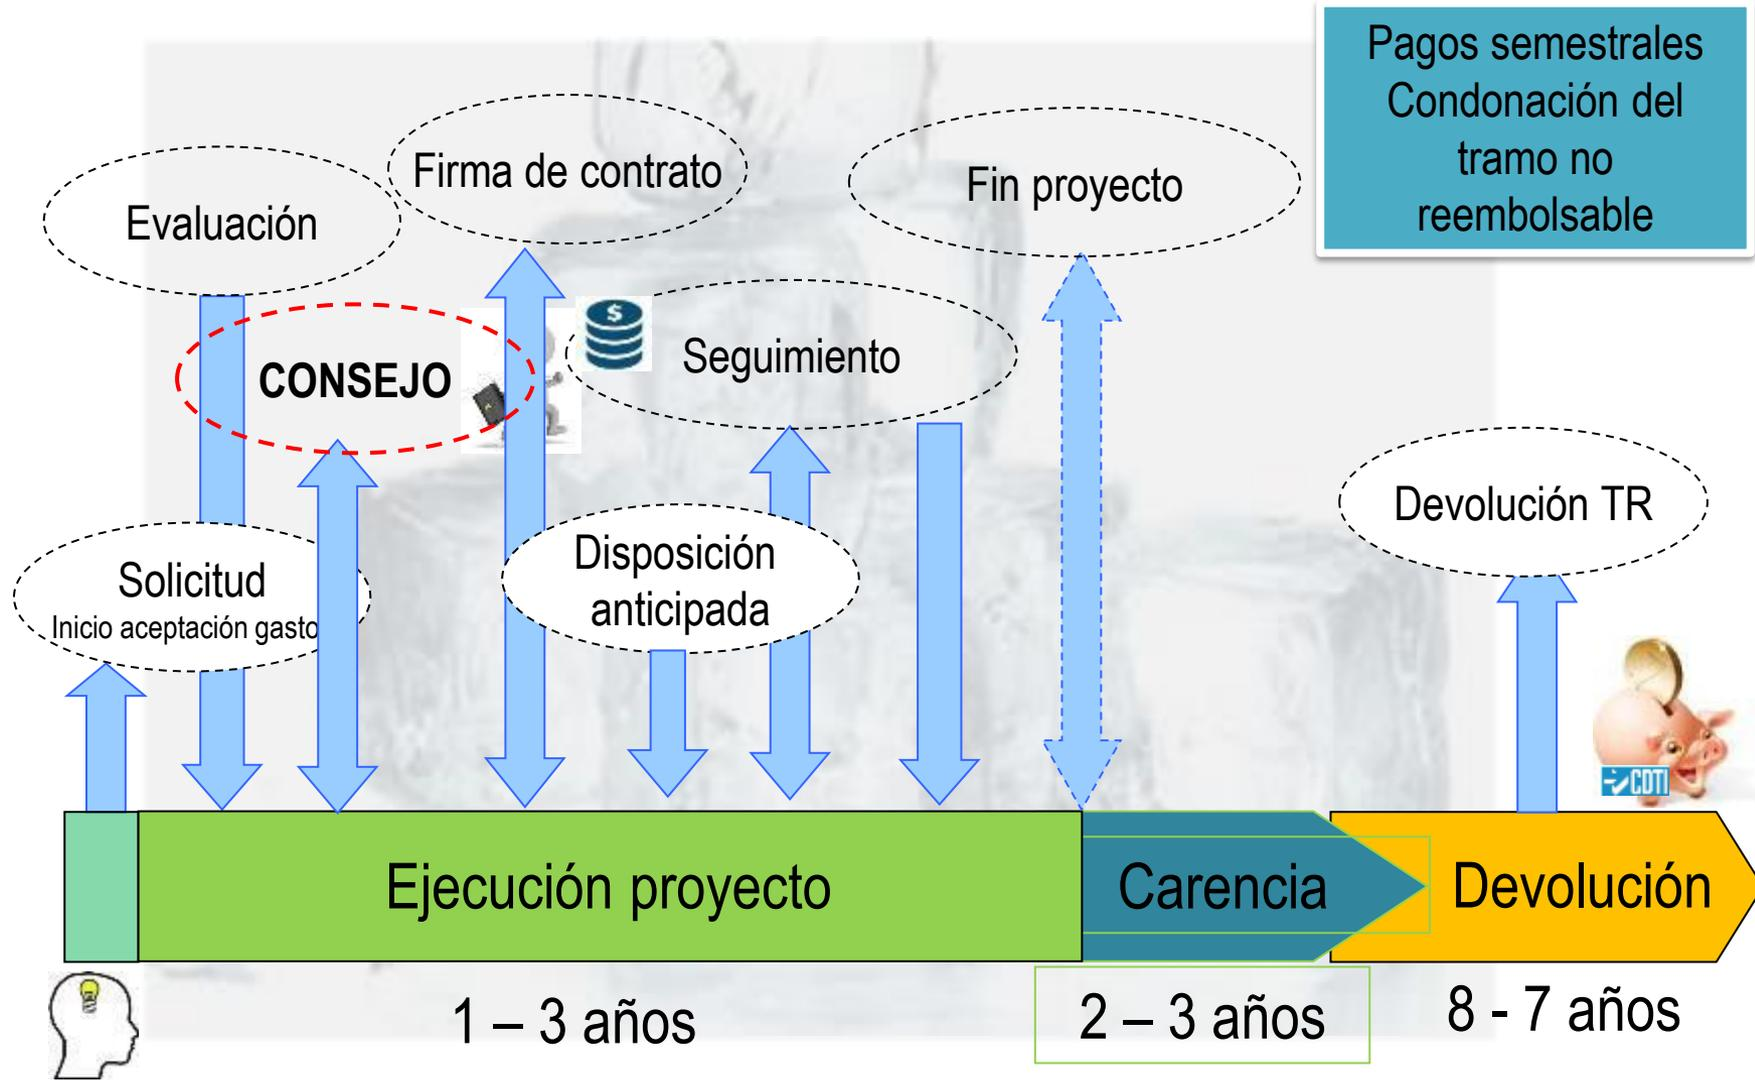 Pagos semestrales
Condonación del
tramo no
reembolsable
Firma de contrato
Fin proyecto
Evaluación
CONSEJO
$
Seguimiento
Devolución TR
Solicitud
Inicio aceptación gasto
Disposición
anticipada
CDTI
Ejecución proyecto
Carencia
Devolución
1 – 3 años
2 – 3 años
8 - 7 años